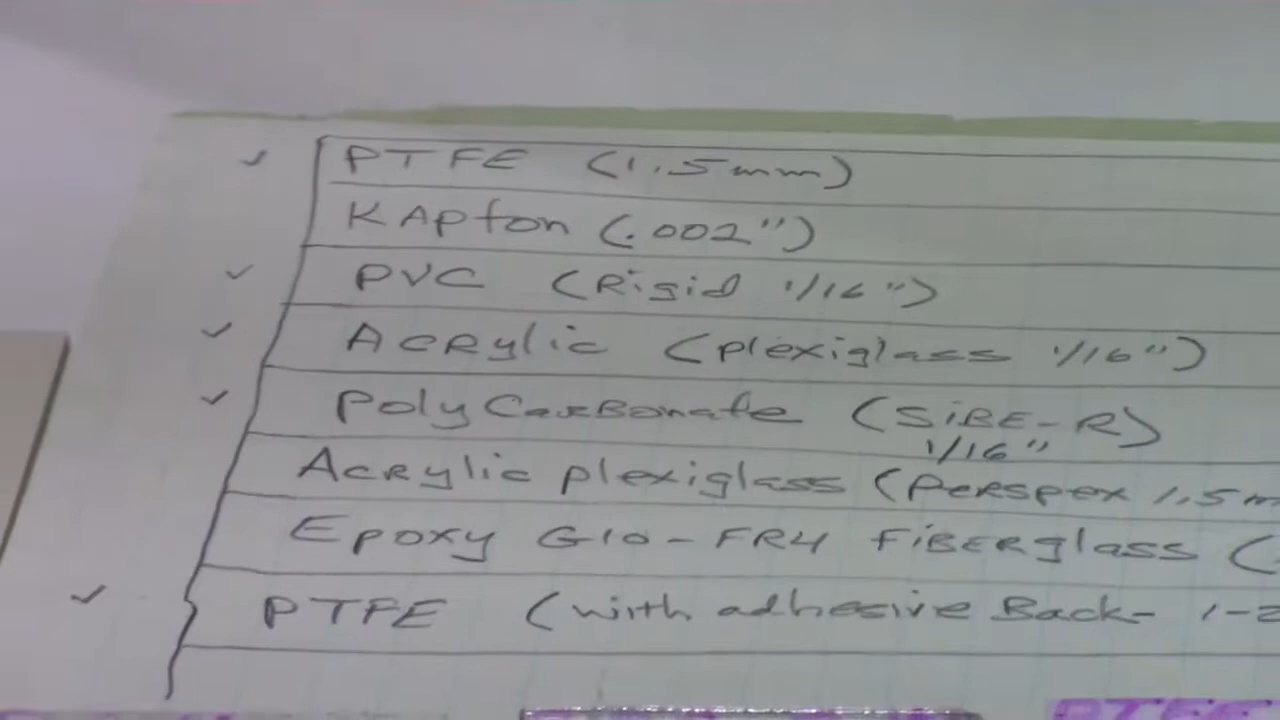 ✓ PTFE (1.5mm)
KApton (.002")
✓ PVC (Rigid 1/16")
✓ Acrylic (plexiglass 1/16")
✓ PolyCarbonate (SiBE-R)
1/16"
Acrylic plexiglass (Perspex 1.5m
Epoxy G10-FR4 FiBERglass (.
✓ PTFE (with adhesive Back- 1-2
PTFE